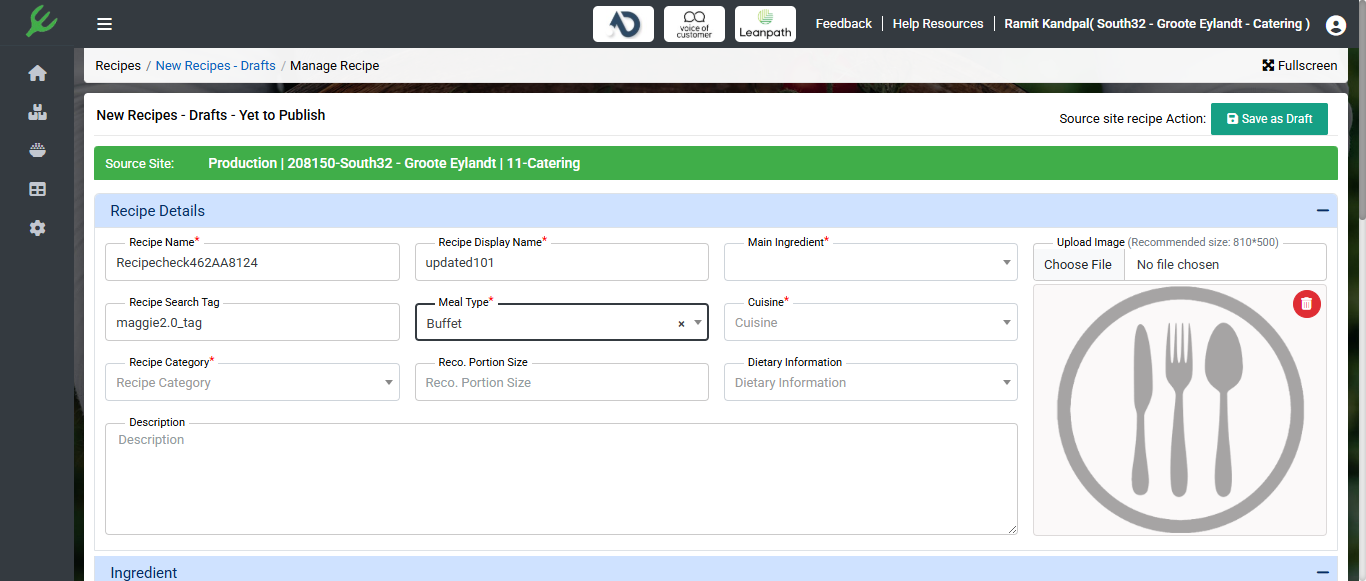 voice of customer
Leanpath
Feedback
Help Resources
Ramit Kandpal( South32 - Groote Eylandt - Catering )
Recipes / New Recipes - Drafts / Manage Recipe
Fullscreen
New Recipes - Drafts - Yet to Publish
Source site recipe Action:
Save as Draft
Source Site:
Production | 208150-South32 - Groote Eylandt | 11-Catering
Recipe Details
Recipe Name*
Recipecheck462AA8124
Recipe Display Name*
updated101
Main Ingredient*
Upload Image (Recommended size: 810*500)
Choose File
No file chosen
Recipe Search Tag
maggie2.0_tag
Meal Type*
Buffet
×
Cuisine*
Cuisine
Recipe Category*
Recipe Category
Reco. Portion Size
Reco. Portion Size
Dietary Information
Dietary Information
Description
Description
Ingredient